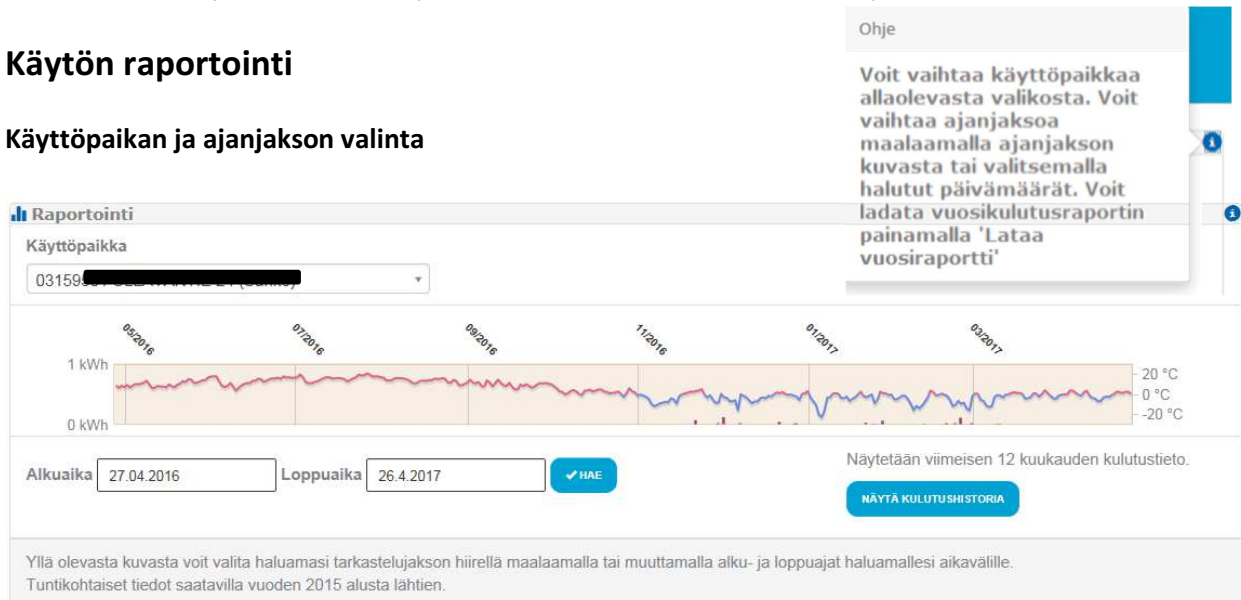 Käytön raportointi
Käyttöpaikan ja ajanjakson valinta
Ohje
Voit vaihtaa käyttöpaikkaa
allaolevasta valikosta. Voit
vaihtaa ajanjaksoa
maalaamalla ajanjakson
kuvasta tai valitsemalla
halutut päivämäärät. Voit
ladata vuosikulutusraportin
painamalla 'Lataa
vuosiraportti'
Raportointi
Käyttöpaikka
03159
05/2016 07/2016 09/2016 11/2016 01/2017 03/2017
1 kWh
0 kWh
20 °C
0 °C
-20 °C
Alkuaika 27.04.2016 Loppuaika 26.4.2017 HAE
Näytetään viimeisen 12 kuukauden kulutustieto.
NÄYTÄ KULUTUSHISTORIA
Yllä olevasta kuvasta voit valita haluamasi tarkastelujakson hiirellä maalaamalla tai muuttamalla alku- ja loppuajat haluamallesi aikavälille.
Tuntikohtaiset tiedot saatavilla vuoden 2015 alusta lähtien.